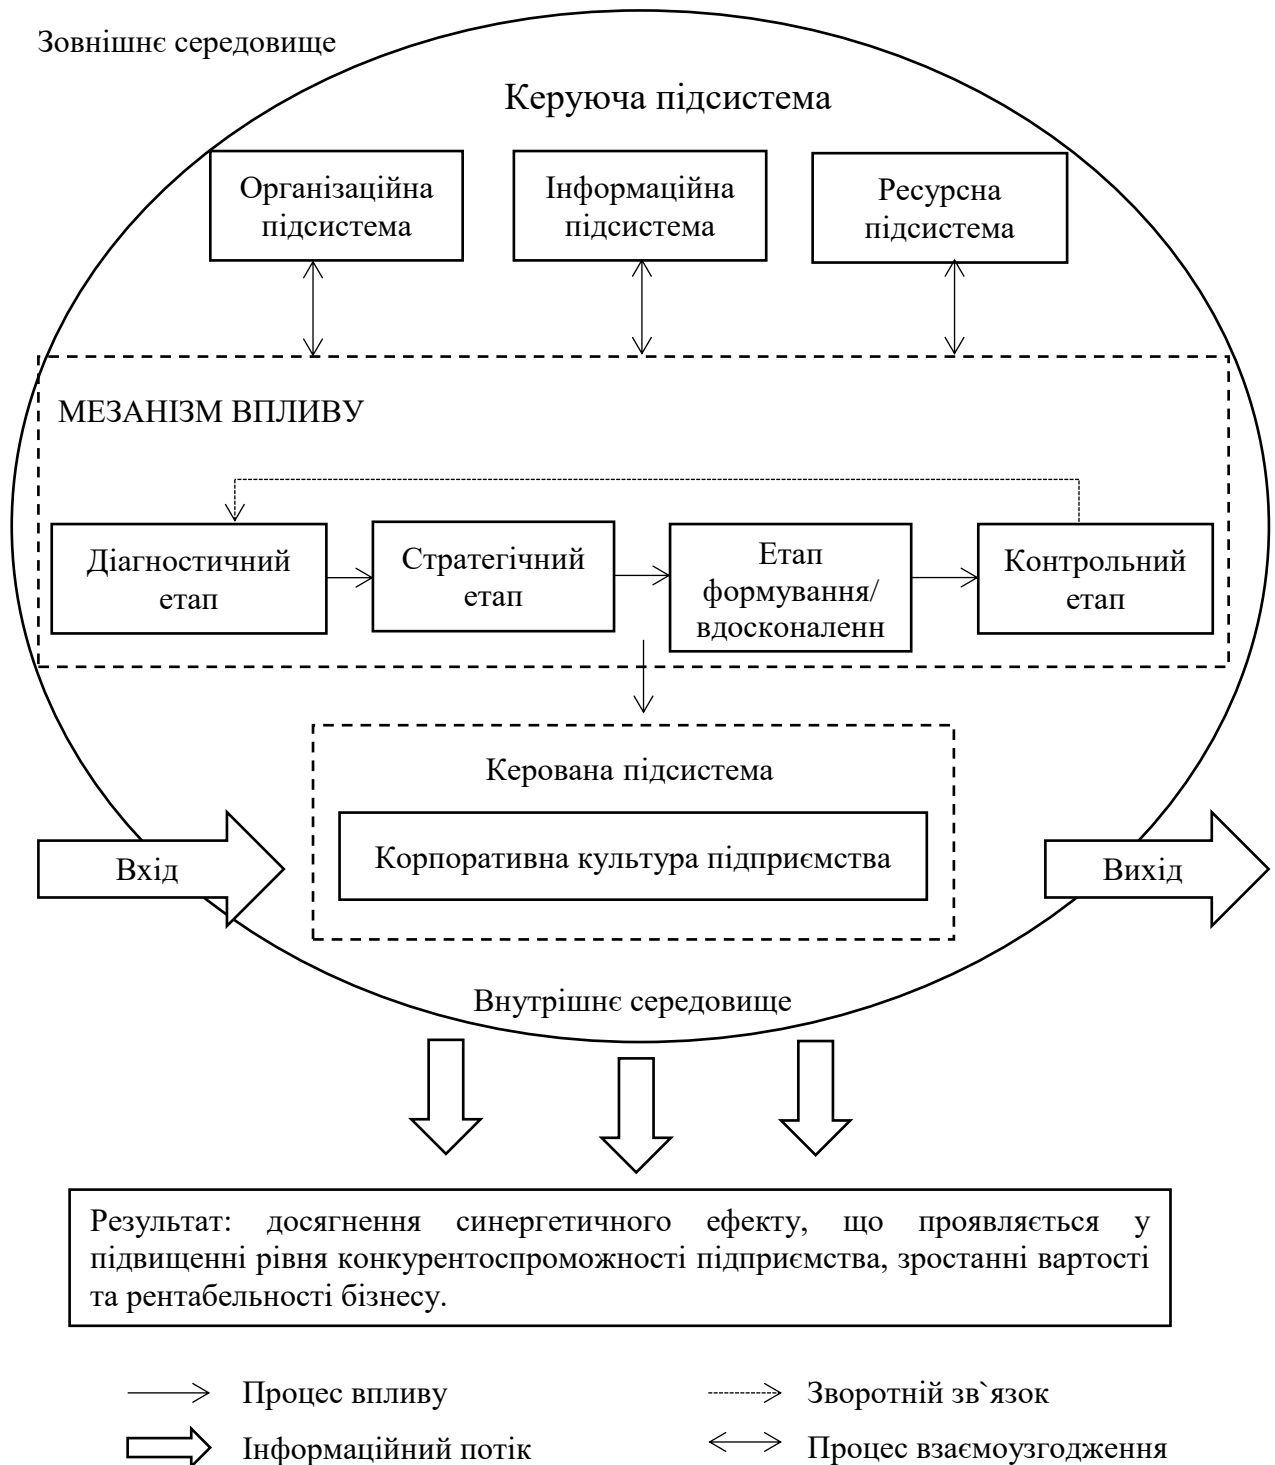 Зовнішнє середовище
Керуюча підсистема
Організаційна
підсистема
Інформаційна
підсистема
Ресурсна
підсистема
МЕЗАНІЗМ ВПЛИВУ
Діагностичний
етап
Стратегічний
етап
Етап
формування/
вдосконаленн
Контрольний
етап
Керована підсистема
Корпоративна культура підприємства
Вхід
Вихід
Внутрішнє середовище
Результат: досягнення синергетичного ефекту, що проявляється у
підвищенні рівня конкурентоспроможності підприємства, зростанні вартості
та рентабельності бізнесу.
Процес впливу
Зворотній зв`язок
Інформаційний потік
Процес взаємоузгодження